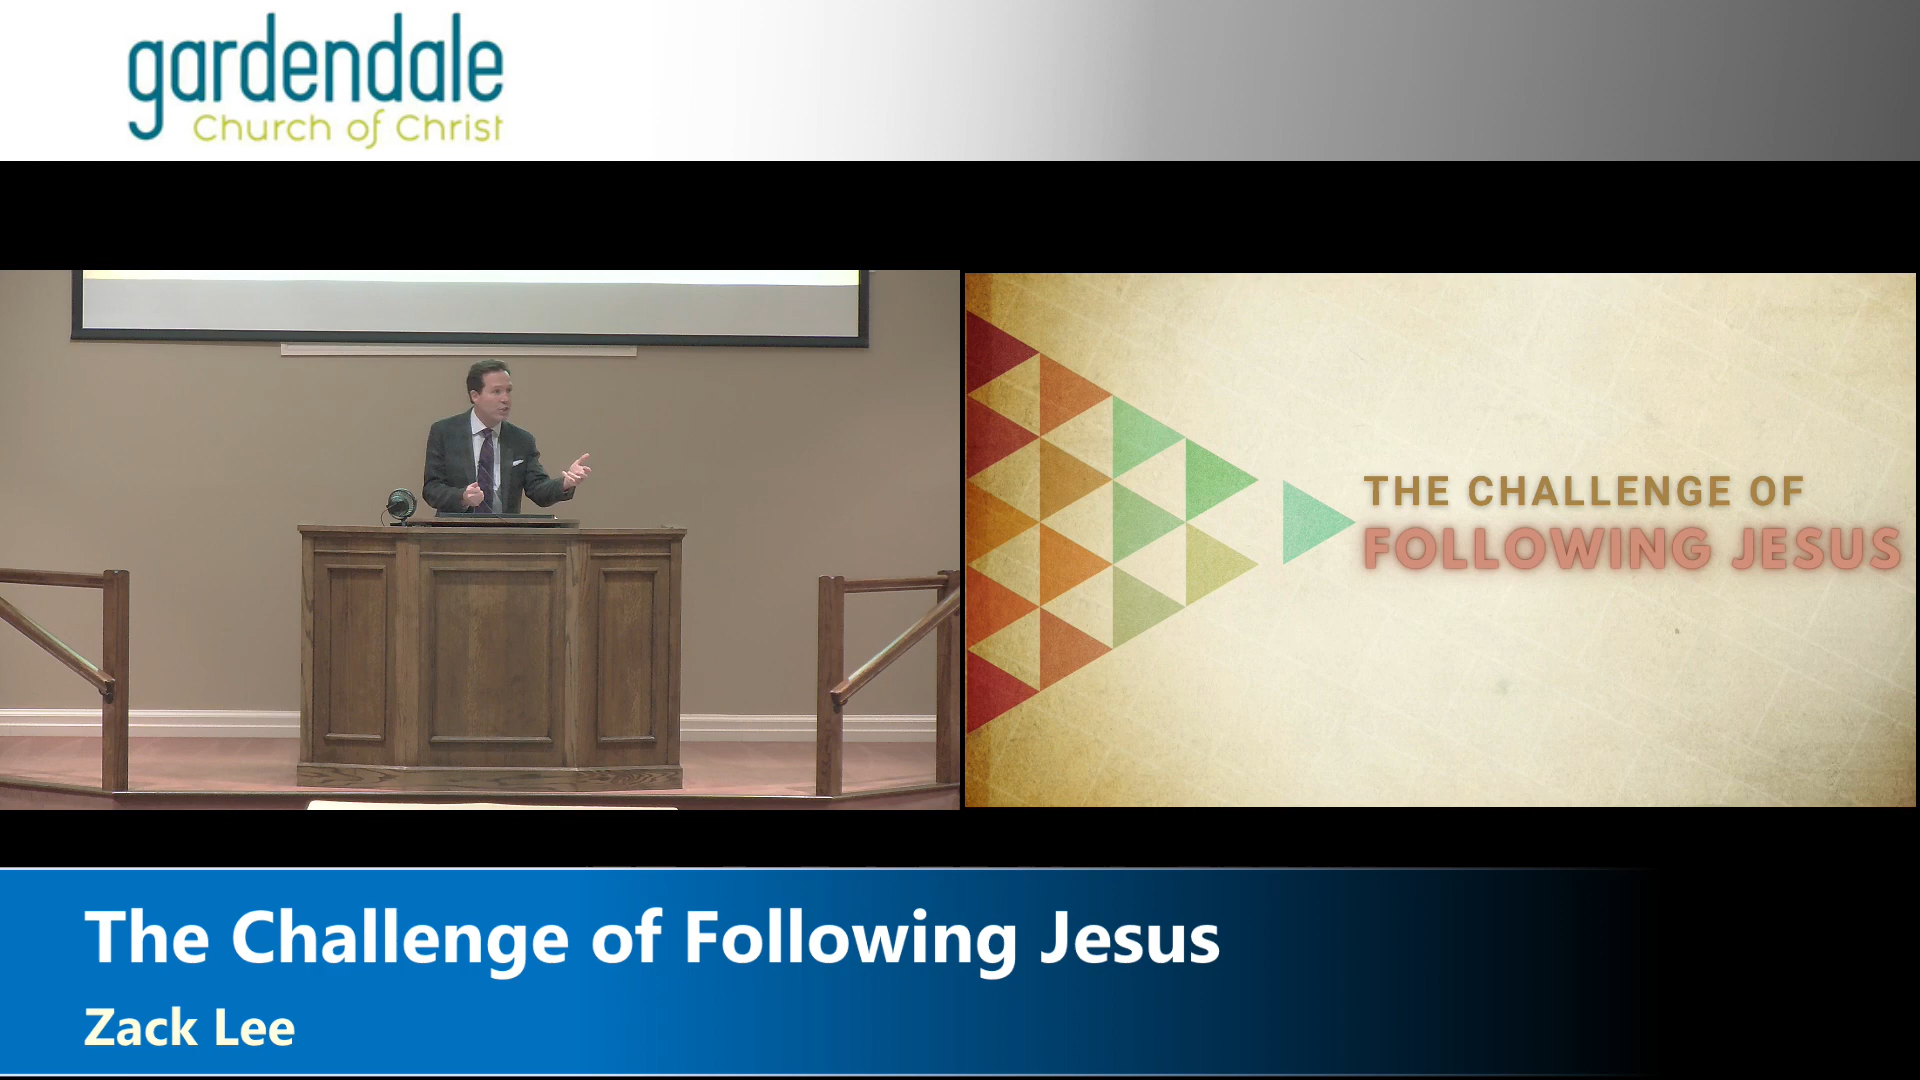 gardendale
Church of Christ
THE CHALLENGE OF
FOLLOWING JESUS
The Challenge of Following Jesus
Zack Lee